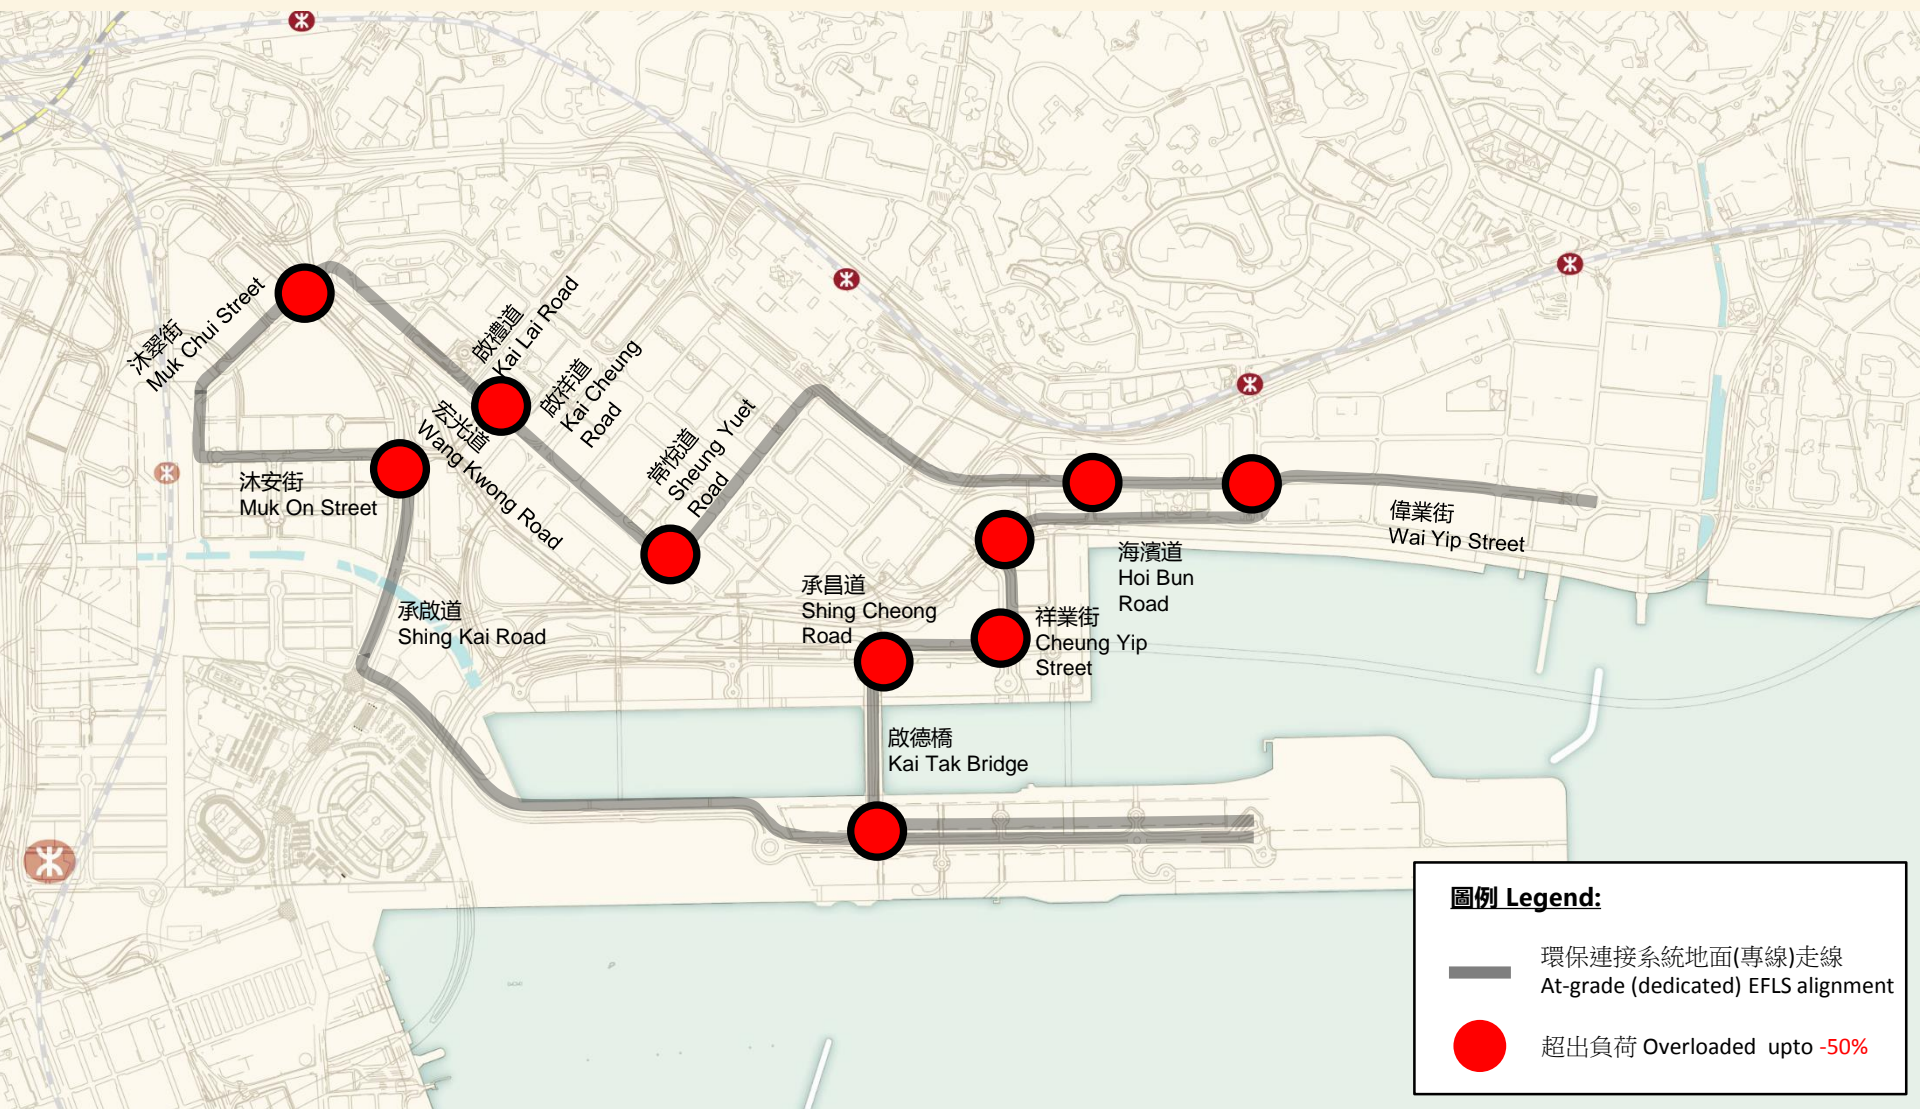 沐翠街
Muk Chui Street
啟禮道
Kai Lai Road
啟祥道
Kai Cheung
Road
宏光道
Wang Kwong Road
常悅道
Sheung Yuet
Road
沐安街
Muk On Street
偉業街
Wai Yip Street
海濱道
Hoi Bun
Road
承昌道
Shing Cheong
Road
承啟道
Shing Kai Road
祥業街
Cheung Yip
Street
啟德橋
Kai Tak Bridge
圖例 Legend:
環保連接系統地面(專線)走線
At-grade (dedicated) EFLS alignment
超出負荷 Overloaded upto -50%